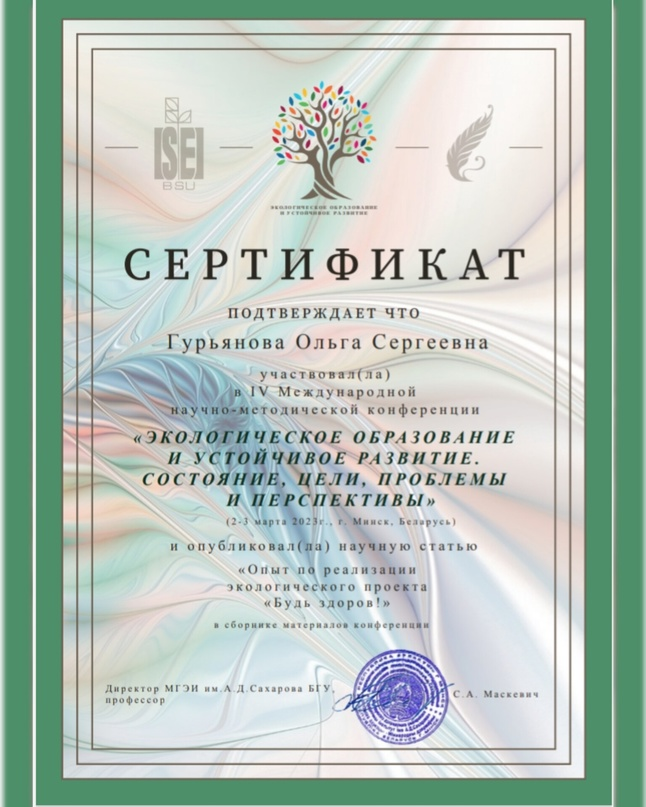 ISEI
BSU
ЭКОЛОГИЧЕСКОЕ ОБРАЗОВАНИЕ
И УСТОЙЧИВОЕ РАЗВИТИЕ
СЕРТИФИКАТ
ПОДТВЕРЖДАЕТ ЧТО
Гурьянова Ольга Сергеевна
участвовал(ла)
в IV Международной
научно-методической конференции
«ЭКОЛОГИЧЕСКОЕ ОБРАЗОВАНИЕ
И УСТОЙЧИВОЕ РАЗВИТИЕ.
СОСТОЯНИЕ, ЦЕЛИ, ПРОБЛЕМЫ
И ПЕРСПЕКТИВЫ»
(2-3 марта 2023г., г. Минск, Беларусь)
и опубликовал(ла) научную статью
«Опыт по реализации
экологического проекта
«Будь здоров!»
в сборнике материалов конференции
Директор МГЭИ им.А.Д.Сахарова БГУ,
профессор
С.А. Маскевич